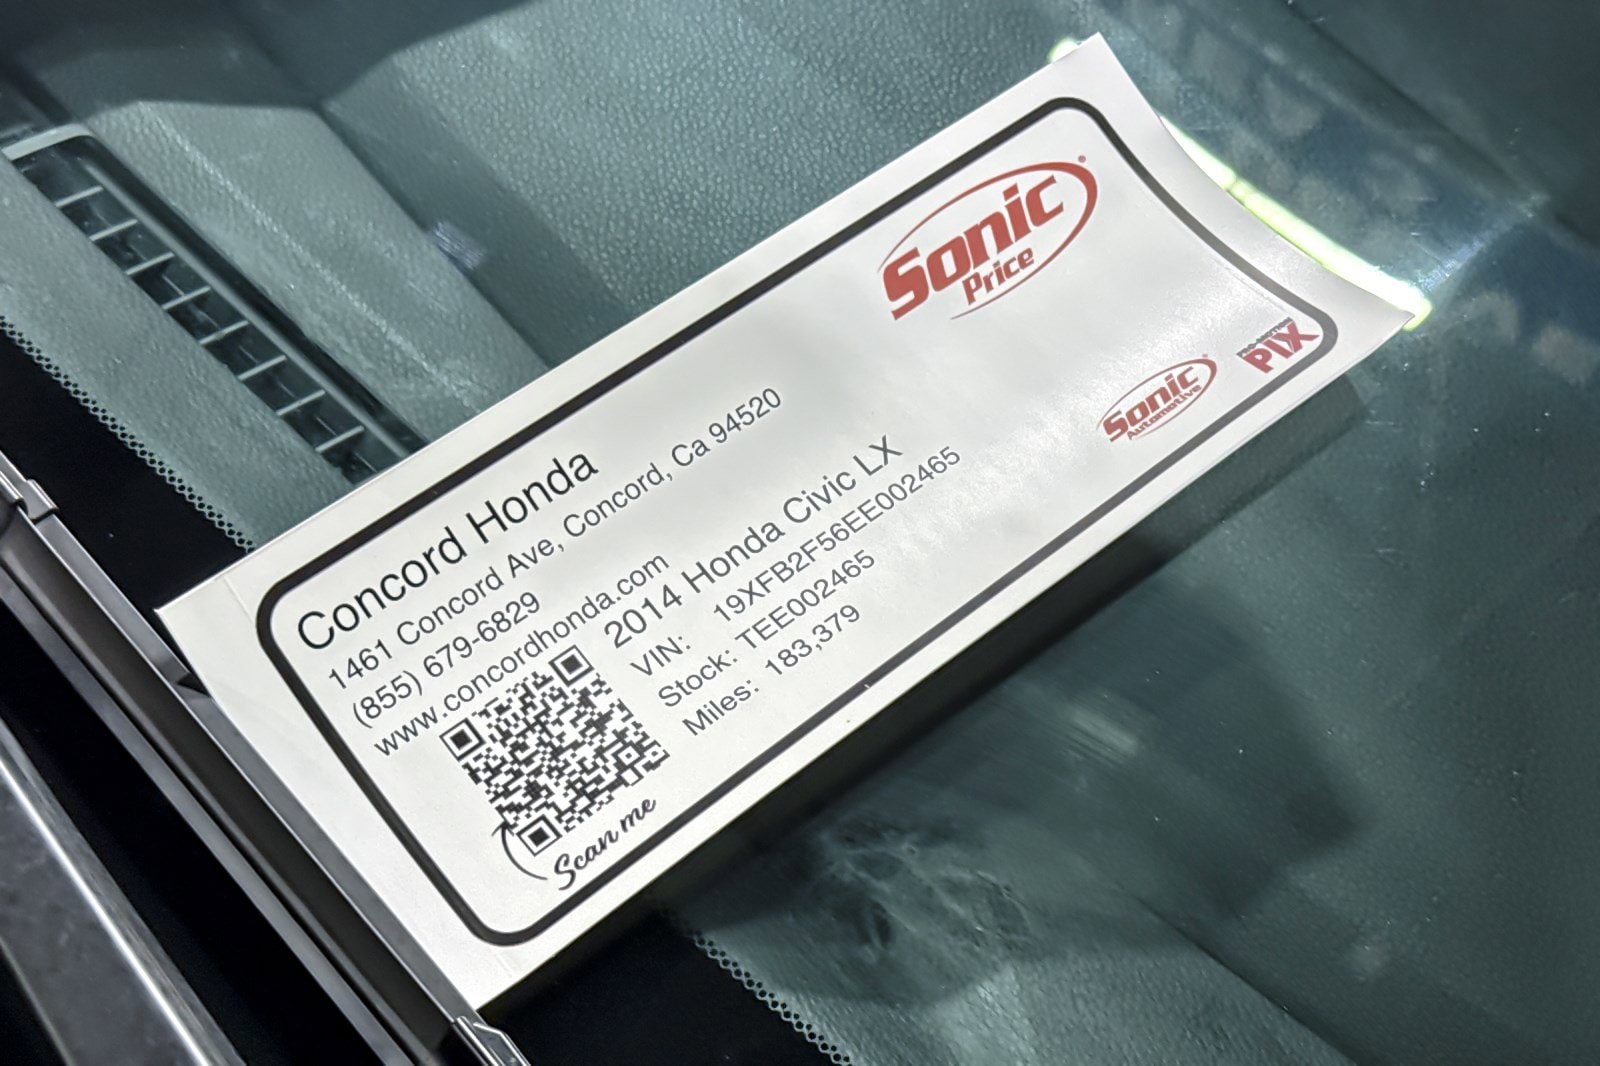 Concord Honda
1461 Concord Ave, Concord, Ca 94520
(855) 679-6829
www.concordhonda.com
2014 Honda Civic LX
VIN: 19XFB2F56EE002465
Stock: TEE002465
Miles: 183,379
Scan me
Sonic®
Price
Sonic®
Automotive
PIX